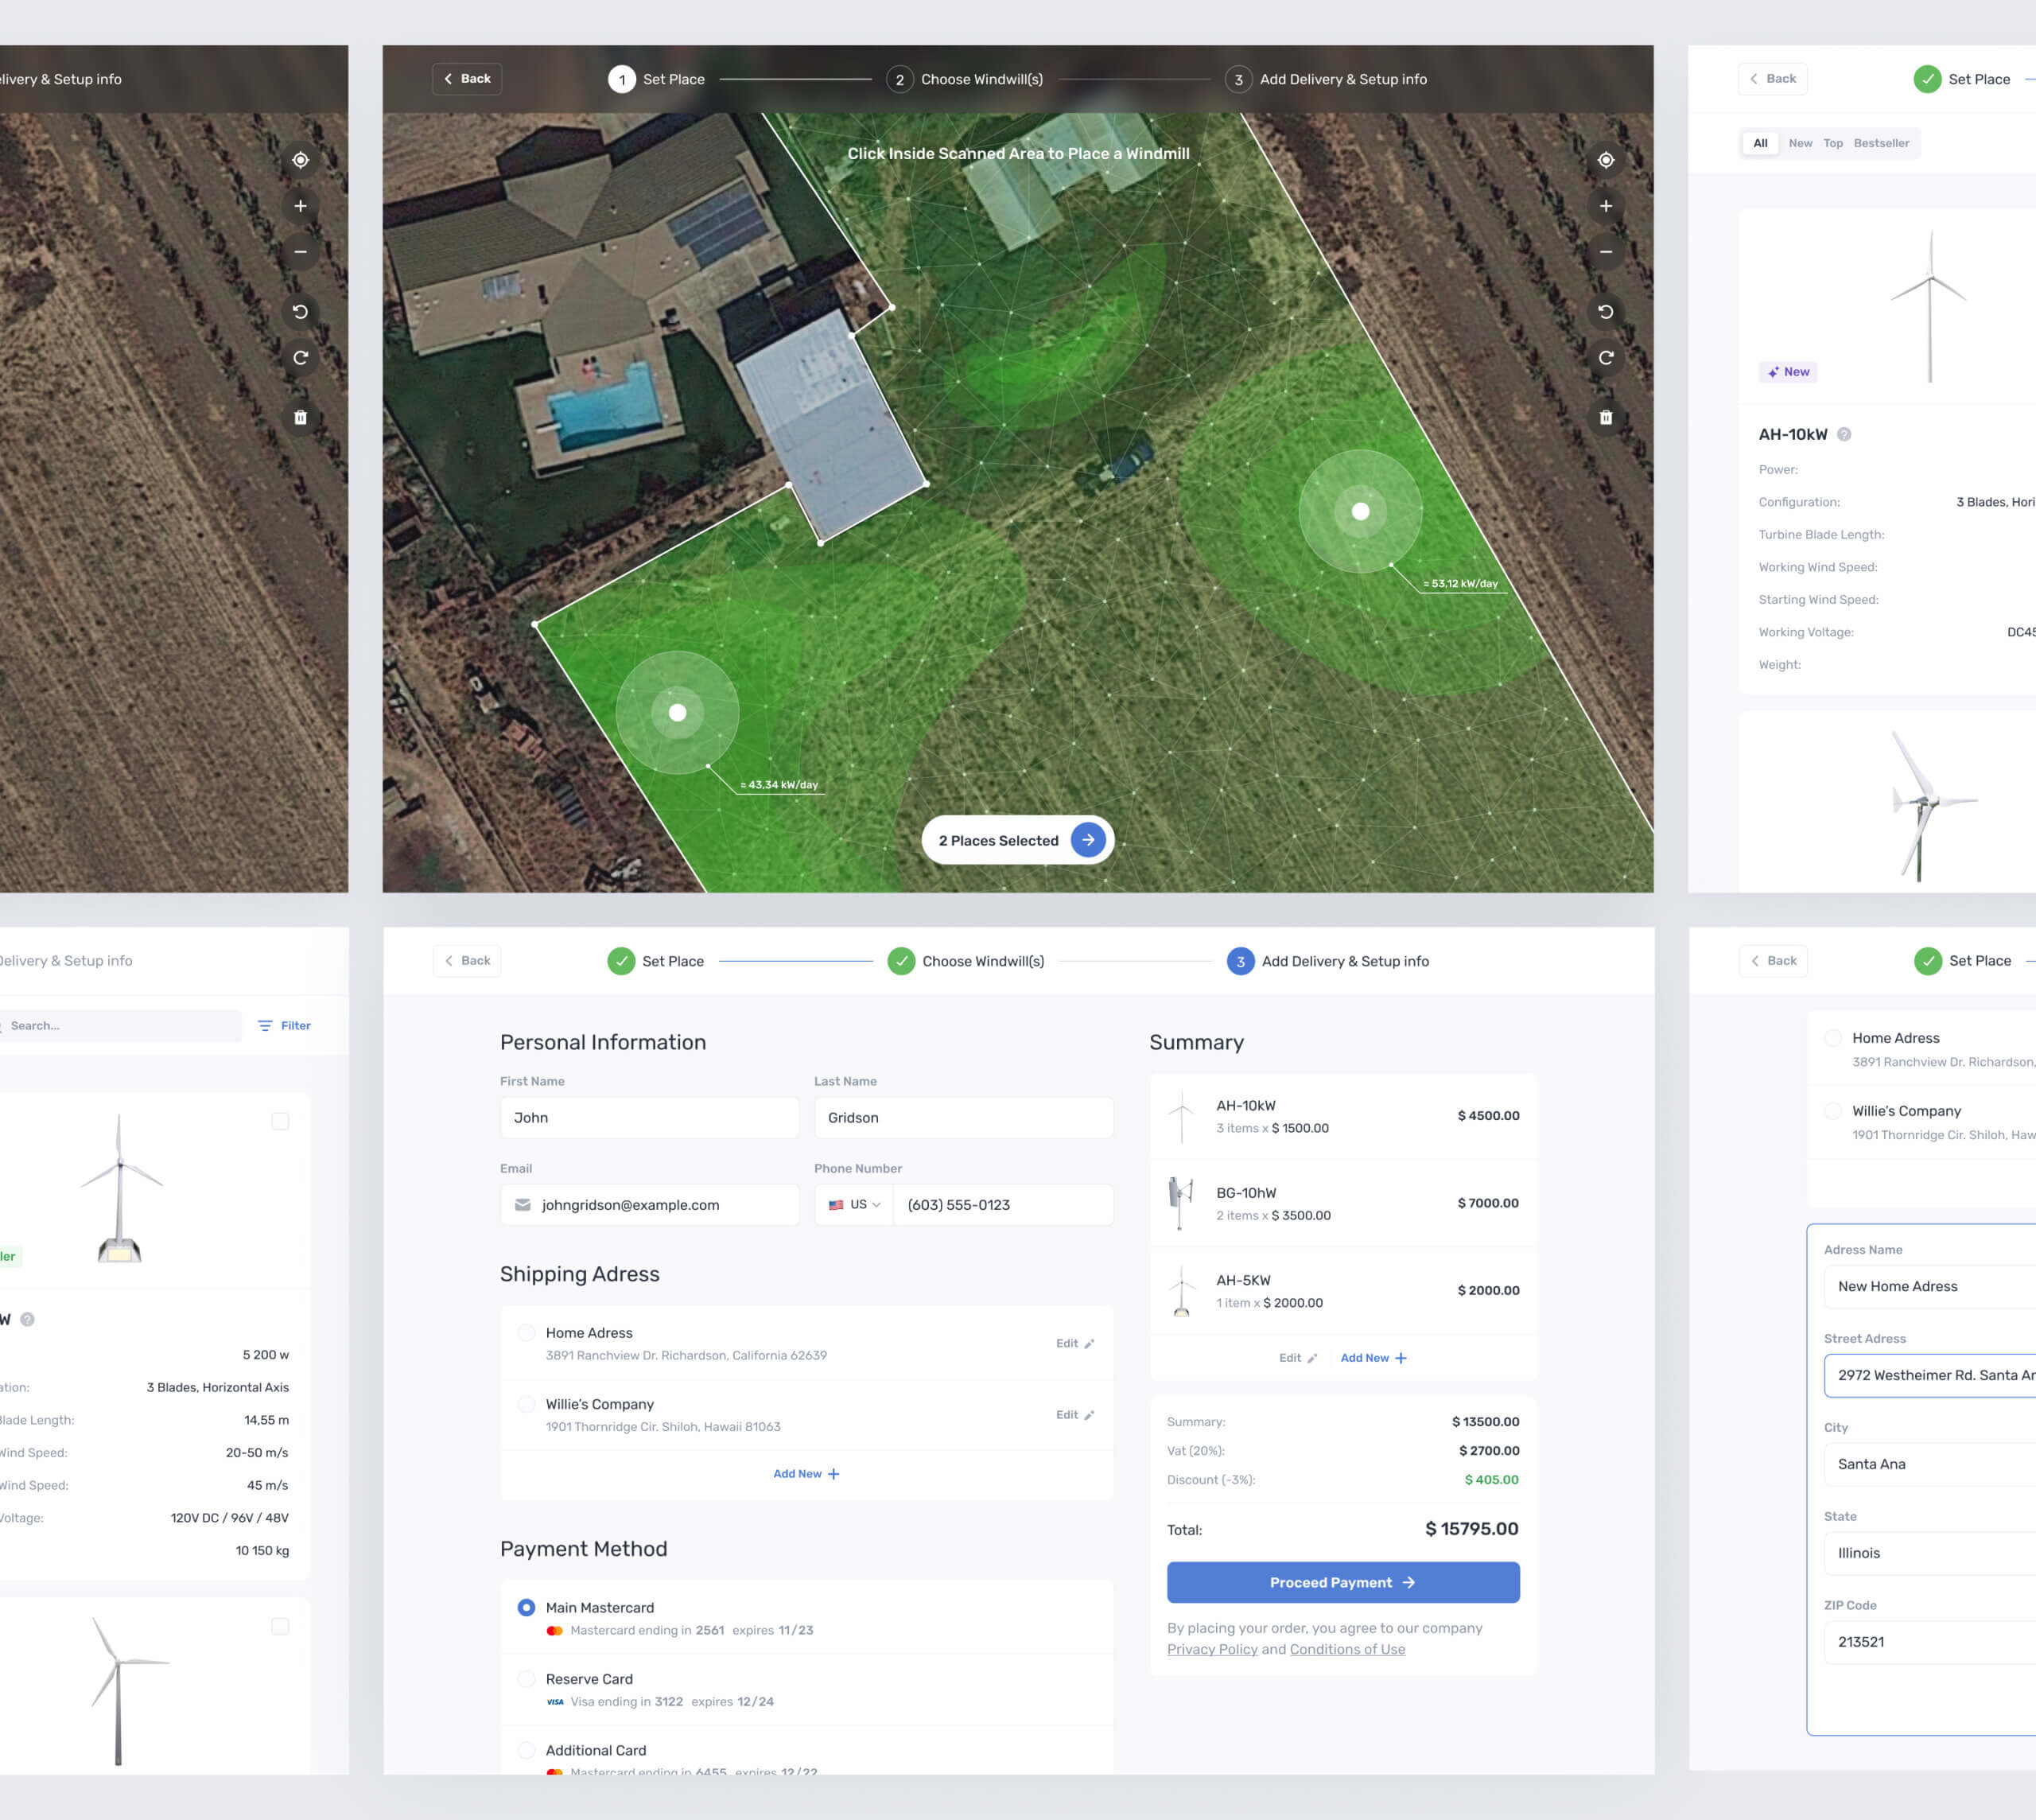 elivery & Setup info
Back
1 Set Place
2 Choose Windwill(s)
3 Add Delivery & Setup info
Click Inside Scanned Area to Place a Windmill
≈ 53,12 kW/day
≈ 43,34 kW/day
2 Places Selected
Back
Set Place
All New Top Bestseller
New
AH-10kW
Power:
Configuration: 3 Blades, Hori
Turbine Blade Length:
Working Wind Speed:
Starting Wind Speed:
Working Voltage: DC45
Weight:
Delivery & Setup info
Search...
Filter
ler
W
5 200 w
ation: 3 Blades, Horizontal Axis
Blade Length: 14,55 m
Wind Speed: 20-50 m/s
Wind Speed: 45 m/s
Voltage: 120V DC / 96V / 48V
10 150 kg
Back
Set Place
Choose Windwill(s)
3 Add Delivery & Setup info
Personal Information
First Name
John
Last Name
Gridson
Email
johngridson@example.com
Phone Number
US (603) 555-0123
Shipping Adress
Home Adress
3891 Ranchview Dr. Richardson, California 62639
Edit
Willie's Company
1901 Thornridge Cir. Shiloh, Hawaii 81063
Edit
Add New +
Payment Method
Main Mastercard
Mastercard ending in 2561 expires 11/23
Reserve Card
VISA Visa ending in 3122 expires 12/24
Additional Card
Mastercard ending in 6455 expires 12/22
Summary
AH-10kW
3 items x $ 1500.00
$ 4500.00
BG-10hW
2 items x $ 3500.00
$ 7000.00
AH-5KW
1 item x $ 2000.00
$ 2000.00
Edit
Add New +
Summary: $ 13500.00
Vat (20%): $ 2700.00
Discount (-3%): $ 405.00
Total: $ 15795.00
Proceed Payment
By placing your order, you agree to our company
Privacy Policy and Conditions of Use
Back
Set Place
Home Adress
3891 Ranchview Dr. Richardson,
Willie's Company
1901 Thornridge Cir. Shiloh, Haw
Adress Name
New Home Adress
Street Adress
2972 Westheimer Rd. Santa An
City
Santa Ana
State
Illinois
ZIP Code
213521